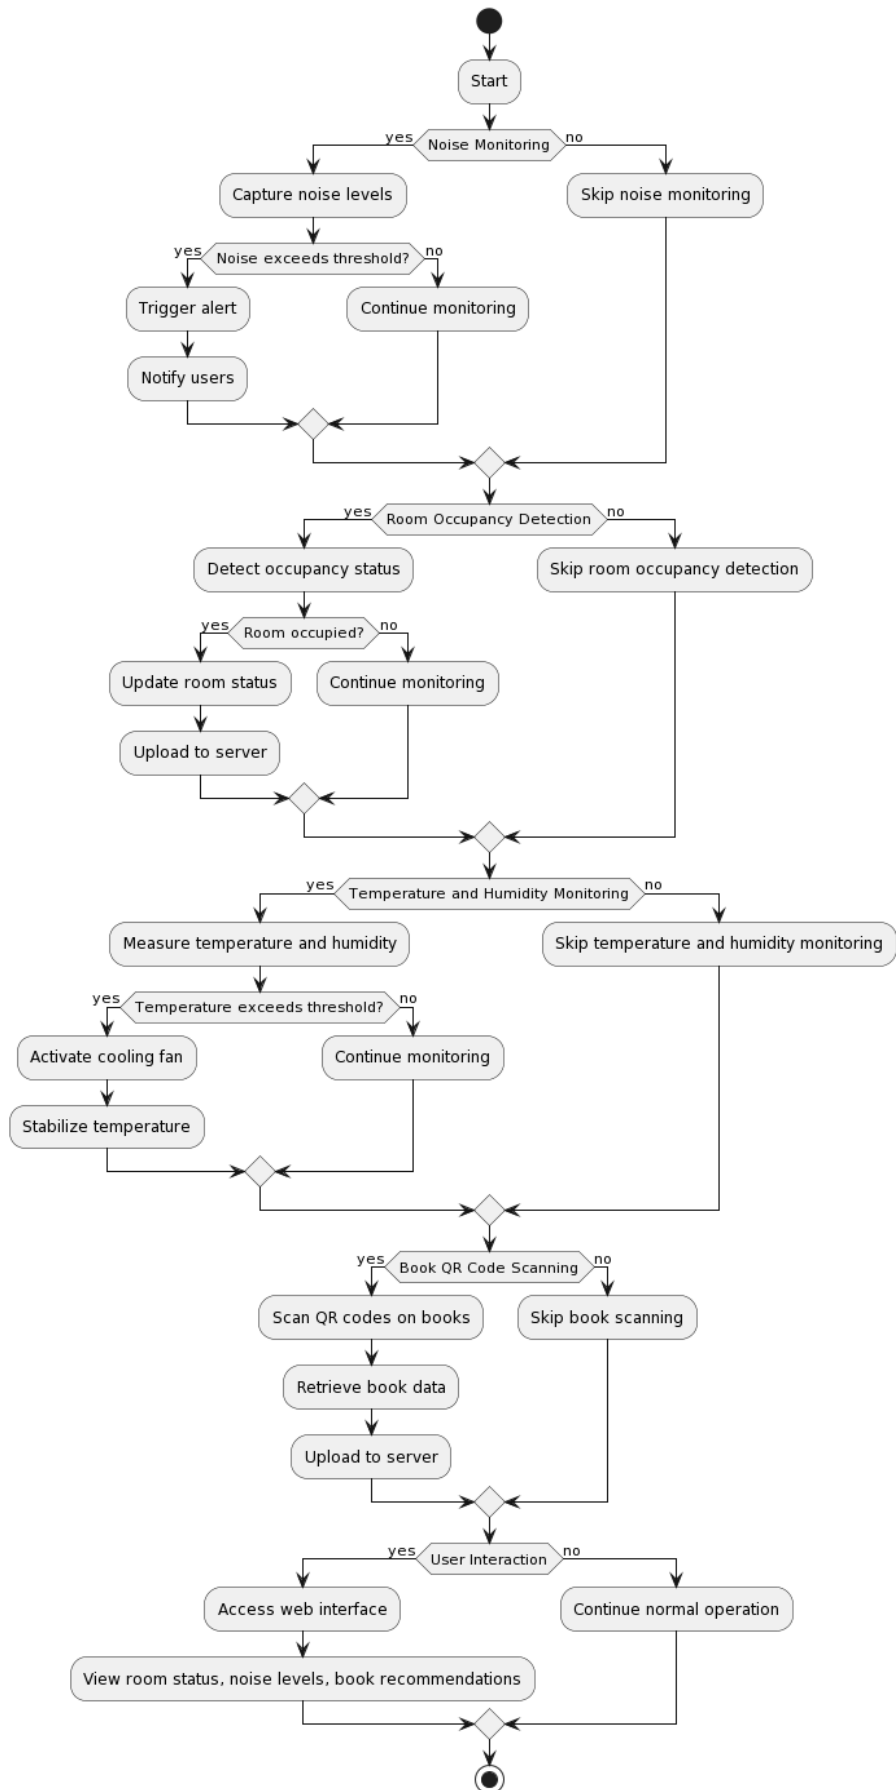 Start
yes
Noise Monitoring
no
Capture noise levels
Skip noise monitoring
yes
Noise exceeds threshold?
no
Trigger alert
Continue monitoring
Notify users
yes
Room Occupancy Detection
no
Detect occupancy status
Skip room occupancy detection
yes
Room occupied?
no
Update room status
Continue monitoring
Upload to server
yes
Temperature and Humidity Monitoring
no
Measure temperature and humidity
Skip temperature and humidity monitoring
yes
Temperature exceeds threshold?
no
Activate cooling fan
Continue monitoring
Stabilize temperature
yes
Book QR Code Scanning
no
Scan QR codes on books
Skip book scanning
Retrieve book data
Upload to server
yes
User Interaction
no
Access web interface
Continue normal operation
View room status, noise levels, book recommendations